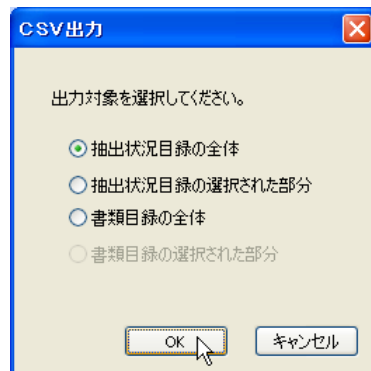 CSV出力
出力対象を選択してください。
抽出状況目録の全体
抽出状況目録の選択された部分
書類目録の全体
書類目録の選択された部分
OK
キャンセル